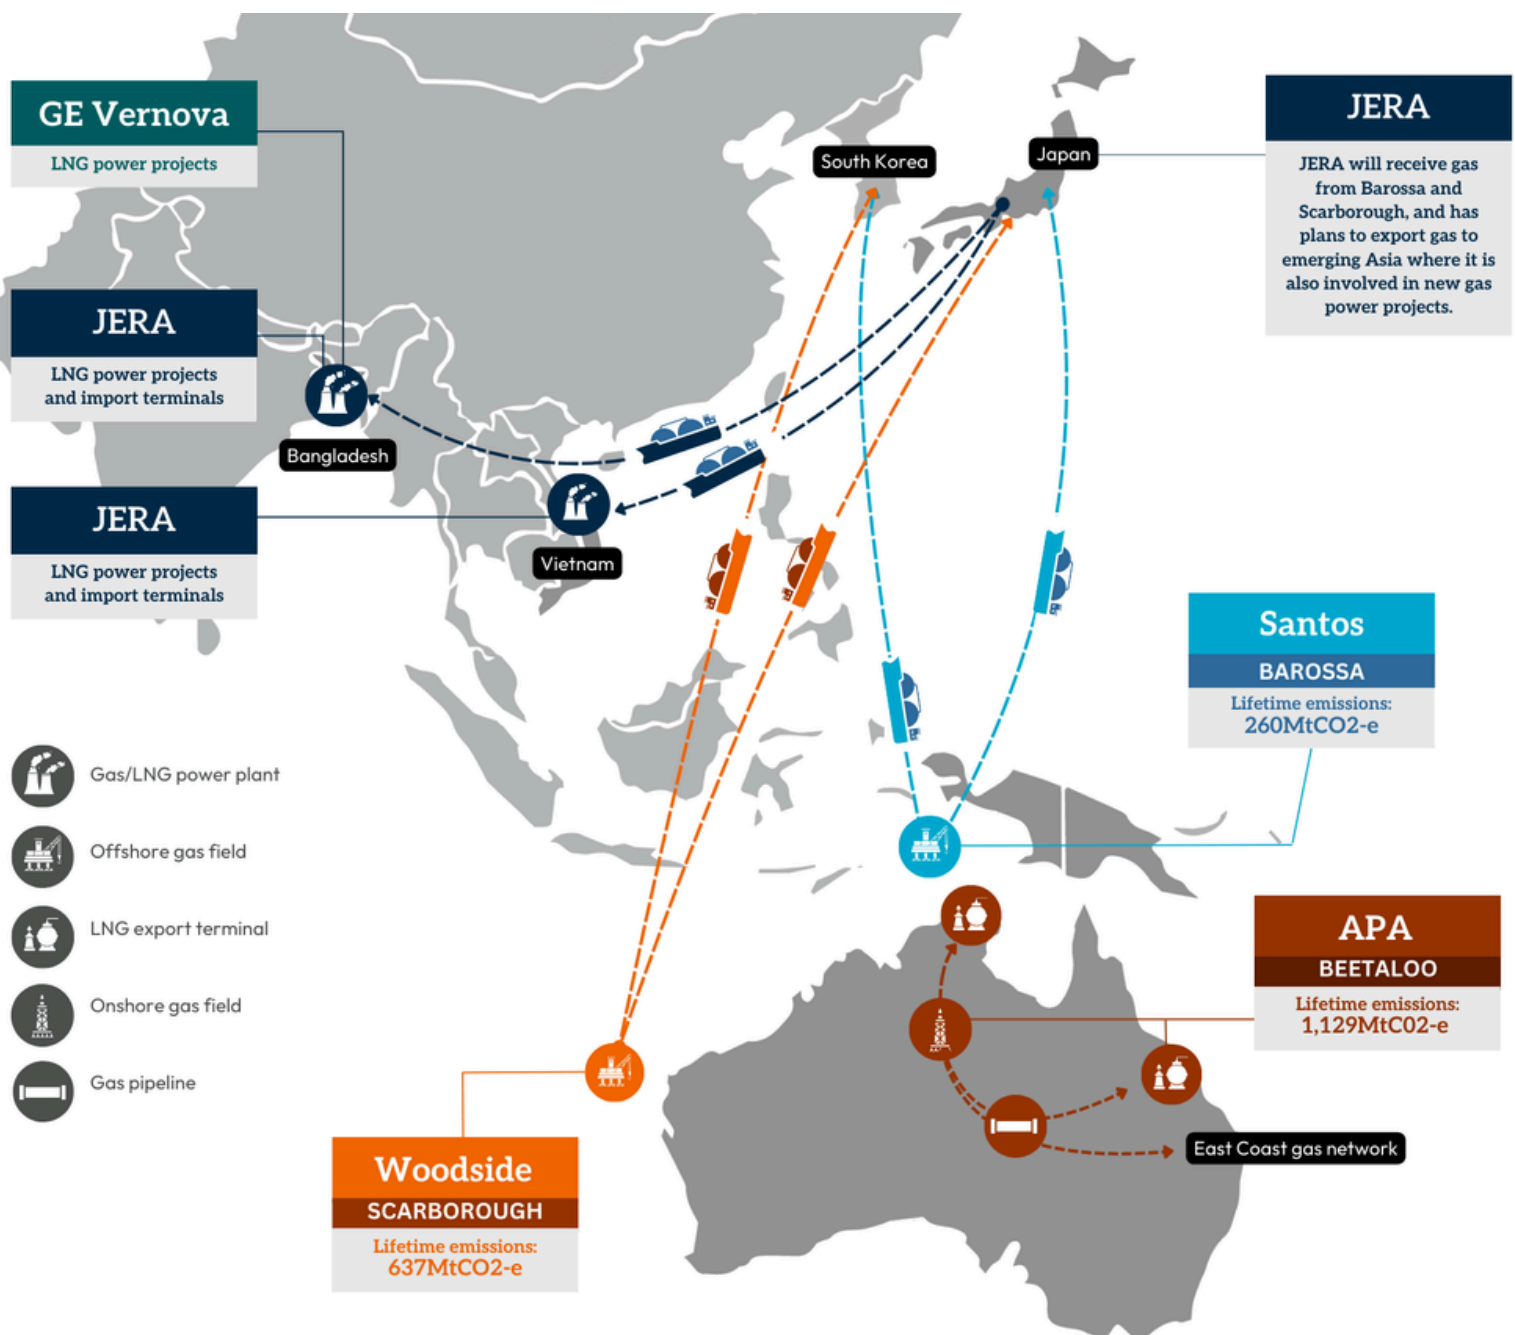 GE Vernova
LNG power projects
JERA
LNG power projects
and import terminals
Bangladesh
JERA
LNG power projects
and import terminals
Vietnam
South Korea
Japan
JERA
JERA will receive gas
from Barossa and
Scarborough, and has
plans to export gas to
emerging Asia where it is
also involved in new gas
power projects.
Santos
BAROSSA
Lifetime emissions:
260MtCO2-e
Gas/LNG power plant
Offshore gas field
LNG export terminal
Onshore gas field
Gas pipeline
APA
BEETALOO
Lifetime emissions:
1,129MtC02-e
East Coast gas network
Woodside
SCARBOROUGH
Lifetime emissions:
637MtCO2-e